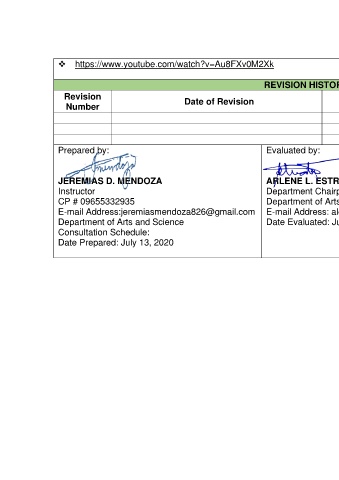 ❖ https://www.youtube.com/watch?v=Au8FXv0M2Xk
REVISION HISTOR
Revision Number
Date of Revision
Prepared by:
JEREMIAS D. MENDOZA
Instructor
CP # 09655332935
E-mail Address:jeremiasmendoza826@gmail.com
Department of Arts and Science
Consultation Schedule:
Date Prepared: July 13, 2020
Evaluated by:
ARLENE L. ESTR
Department Chairp
Department of Arts
E-mail Address: al
Date Evaluated: Ju